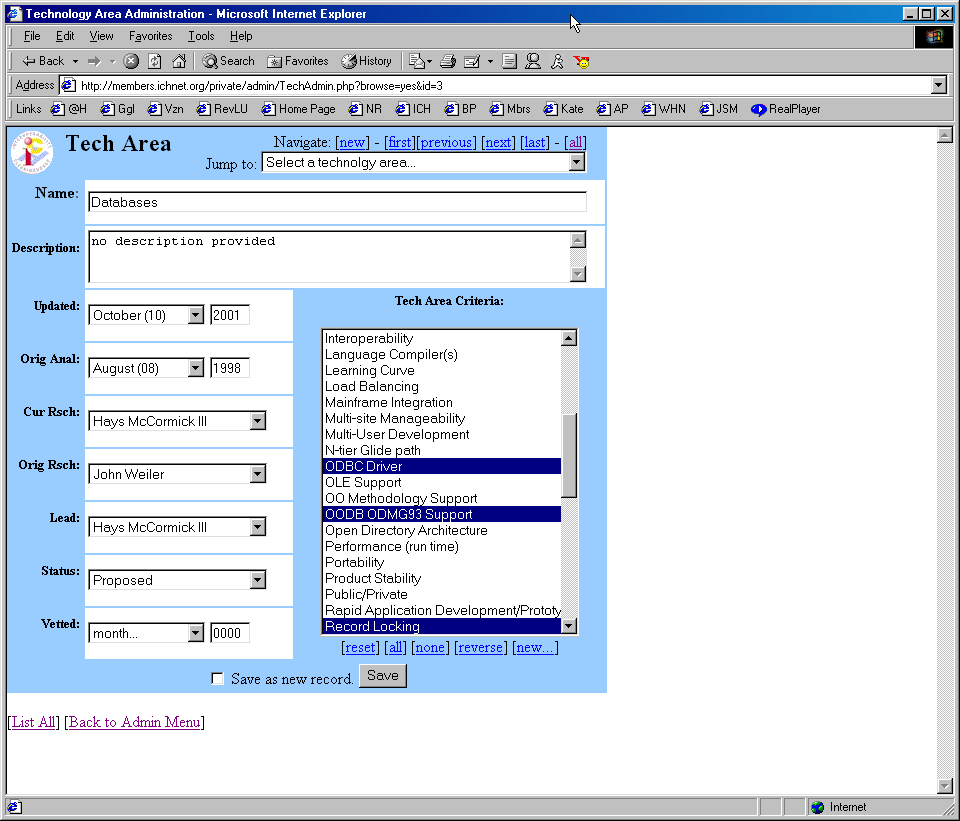 Technology Area Administration - Microsoft Internet Explorer
File Edit View Favorites Tools Help
Back Search Favorites History
Address http://members.ichnet.org/private/admin/TechAdmin.php?browse=yes&id=3
Links @H Ggl Vzn RevLU Home Page NR ICH BP Mbrs Kate AP WHN JSM RealPlayer
Tech Area
Navigate: [new] - [first][previous] [next] [last] - [all]
Jump to: Select a technolgy area...
Name: Databases
Description: no description provided
Updated: October (10) 2001
Orig Anal: August (08) 1998
Cur Rsch: Hays McCormick III
Orig Rsch: John Weiler
Lead: Hays McCormick III
Status: Proposed
Vetted: month... 0000
Tech Area Criteria:
Interoperability
Language Compiler(s)
Learning Curve
Load Balancing
Mainframe Integration
Multi-site Manageability
Multi-User Development
N-tier Glide path
ODBC Driver
OLE Support
OO Methodology Support
OODB ODMG93 Support
Open Directory Architecture
Performance (run time)
Portability
Product Stability
Public/Private
Rapid Application Development/Prototy
Record Locking
[reset] [all] [none] [reverse] [new...]
Save as new record. Save
[List All] [Back to Admin Menu]
Internet